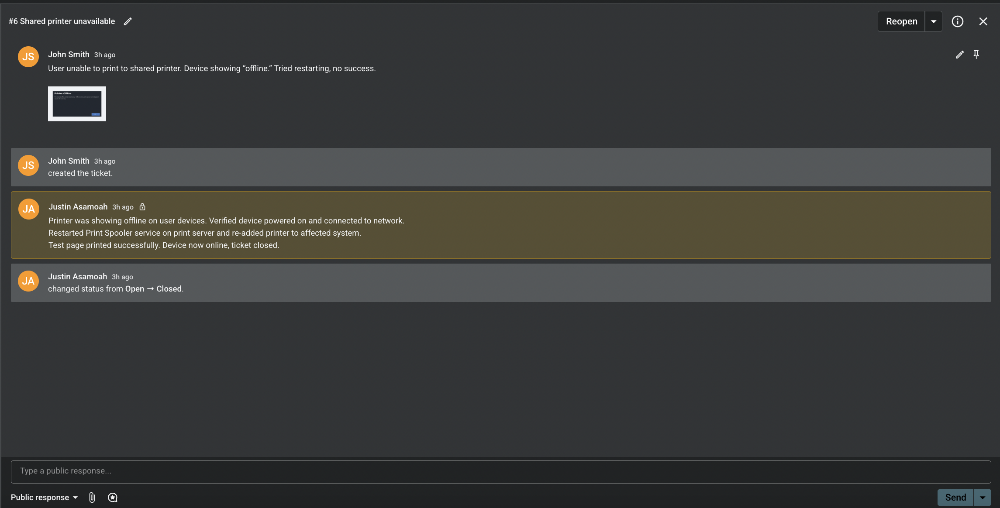 #6 Shared printer unavailable
Reopen
JS
John Smith 3h ago
User unable to print to shared printer. Device showing “offline.” Tried restarting, no success.
Printer Offline
JS
John Smith 3h ago
created the ticket.
JA
Justin Asamoah 3h ago
Printer was showing offline on user devices. Verified device powered on and connected to network.
Restarted Print Spooler service on print server and re-added printer to affected system.
Test page printed successfully. Device now online, ticket closed.
JA
Justin Asamoah 3h ago
changed status from Open → Closed.
Type a public response...
Public response
Send